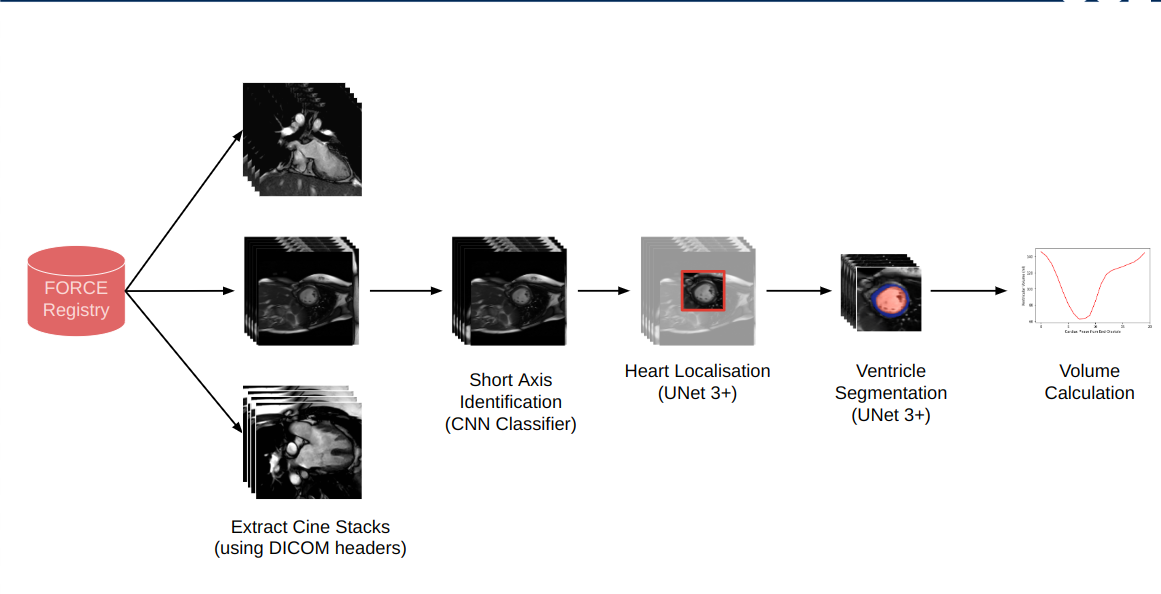 FORCE
Registry
Extract Cine Stacks
(using DICOM headers)
Short Axis
Identification
(CNN Classifier)
Heart Localisation
(UNet 3+)
Ventricle
Segmentation
(UNet 3+)
Volume
Calculation